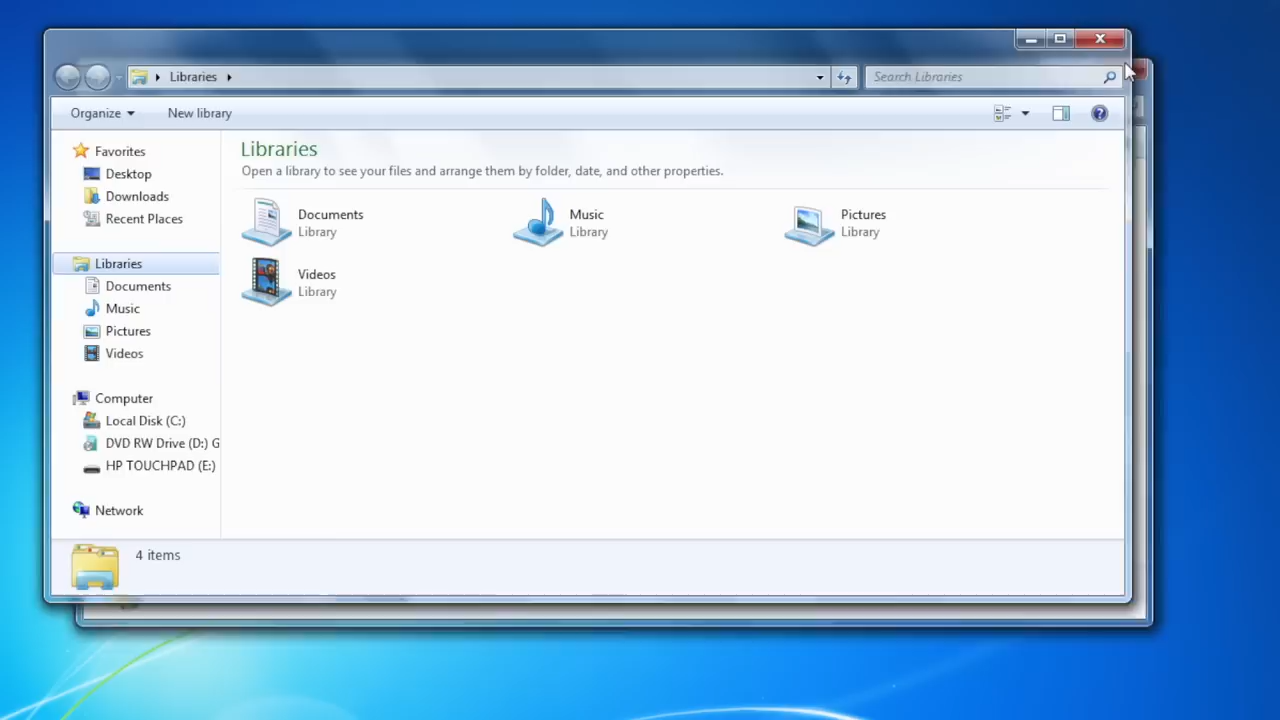 Libraries
Search Libraries
Organize
New library
Favorites
Desktop
Downloads
Recent Places
Libraries
Documents
Music
Pictures
Videos
Computer
Local Disk (C:)
DVD RW Drive (D:) G
HP TOUCHPAD (E:)
Network
Libraries
Open a library to see your files and arrange them by folder, date, and other properties.
Documents
Library
Music
Library
Pictures
Library
Videos
Library
4 items